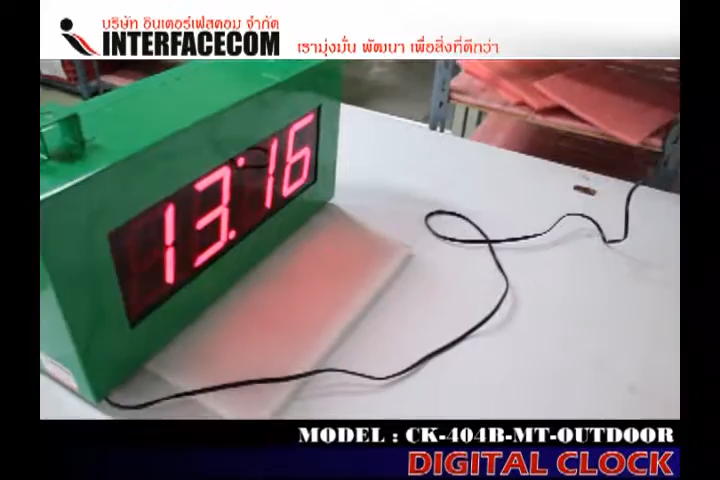 บริษัท อินเตอร์เฟสคอม จำกัด
INTERFACECOM
เรามุ่งมั่น พัฒนา เพื่อสิ่งที่ดีกว่า
13:16
MODEL : CK-404B-MT-OUTDOOR
DIGITAL CLOCK